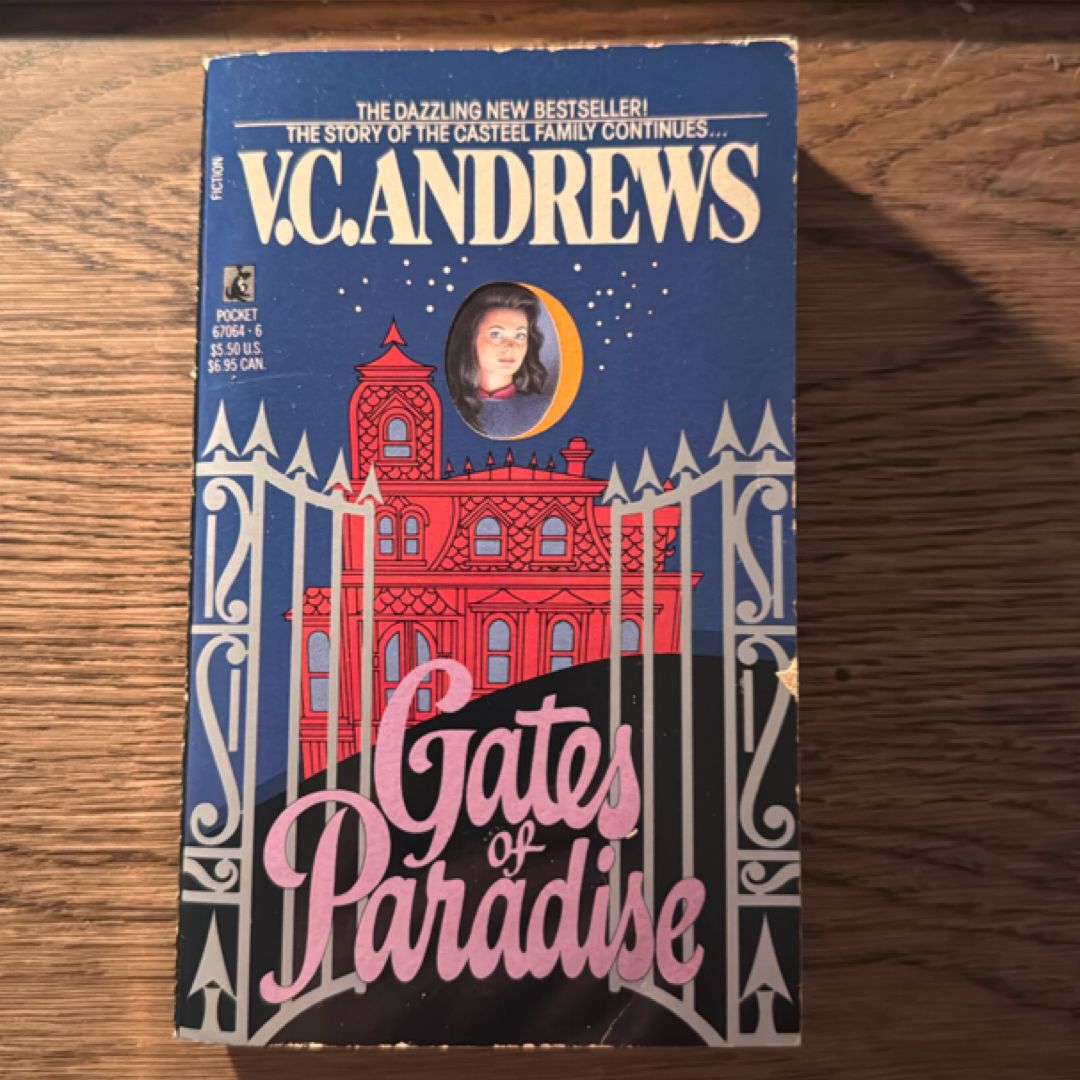 THE DAZZLING NEW BESTSELLER!
THE STORY OF THE CASTEEL FAMILY CONTINUES...
FICTION
V.C. ANDREWS
POCKET
67064-6
$5.50 U.S.
$6.95 CAN.
Gates
of
Paradise